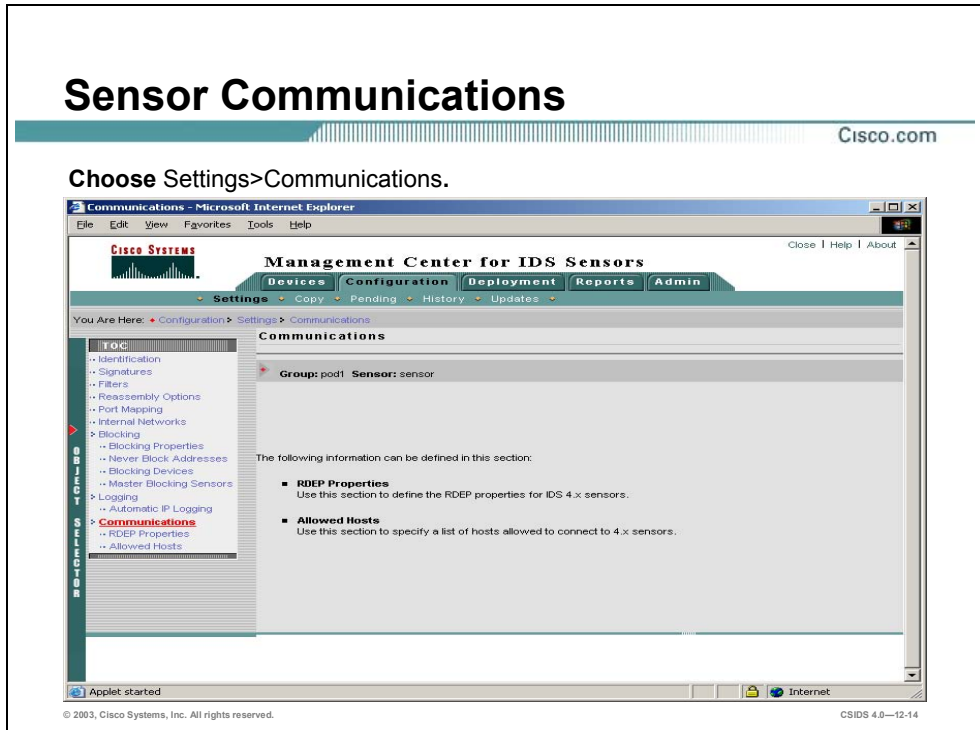 Sensor Communications
Cisco.com
Choose Settings>Communications.
Communications - Microsoft Internet Explorer
File Edit View Favorites Tools Help
Close | Help | About
CISCO SYSTEMS
Management Center for IDS Sensors
Devices Configuration Deployment Reports Admin
Settings Copy Pending History Updates
You Are Here: Configuration > Settings > Communications
TOC
Identification
Signatures
Filters
Reassembly Options
Port Mapping
Internal Networks
> Blocking
Blocking Properties
Never Block Addresses
Blocking Devices
Master Blocking Sensors
> Logging
Automatic IP Logging
> Communications
RDEP Properties
Allowed Hosts
OBJECT SELECTOR
Communications
Group: pod1 Sensor: sensor
The following information can be defined in this section:
RDEP Properties
Use this section to define the RDEP properties for IDS 4.x sensors.
Allowed Hosts
Use this section to specify a list of hosts allowed to connect to 4.x sensors.
Applet started
Internet
© 2003, Cisco Systems, Inc. All rights reserved.
CSIDS 4.0—12-14